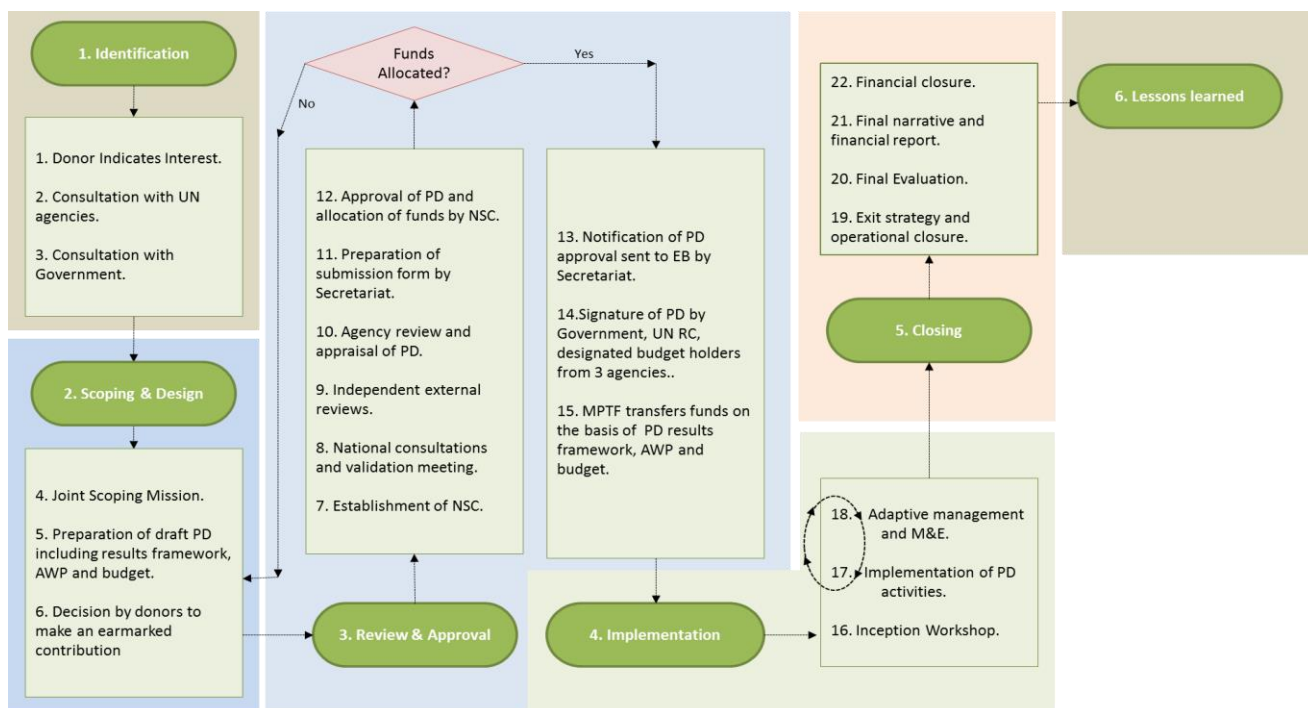 1. Identification
1. Donor Indicates Interest.
2. Consultation with UN
agencies.
3. Consultation with
Government.
2. Scoping & Design
4. Joint Scoping Mission.
5. Preparation of draft PD
including results framework,
AWP and budget.
6. Decision by donors to
make an earmarked
contribution
Funds
Allocated?
Yes
No
12. Approval of PD and
allocation of funds by NSC.
11. Preparation of
submission form by
Secretariat.
10. Agency review and
appraisal of PD.
9. Independent external
reviews.
8. National consultations
and validation meeting.
7. Establishment of NSC.
3. Review & Approval
13. Notification of PD
approval sent to EB by
Secretariat.
14.Signature of PD by
Government, UN RC,
designated budget holders
from 3 agencies..
15. MPTF transfers funds on
the basis of PD results
framework, AWP and
budget.
4. Implementation
22. Financial closure.
21. Final narrative and
financial report.
20. Final Evaluation.
19. Exit strategy and
operational closure.
5. Closing
18. Adaptive management
and M&E.
17. Implementation of PD
activities.
16. Inception Workshop.
6. Lessons learned